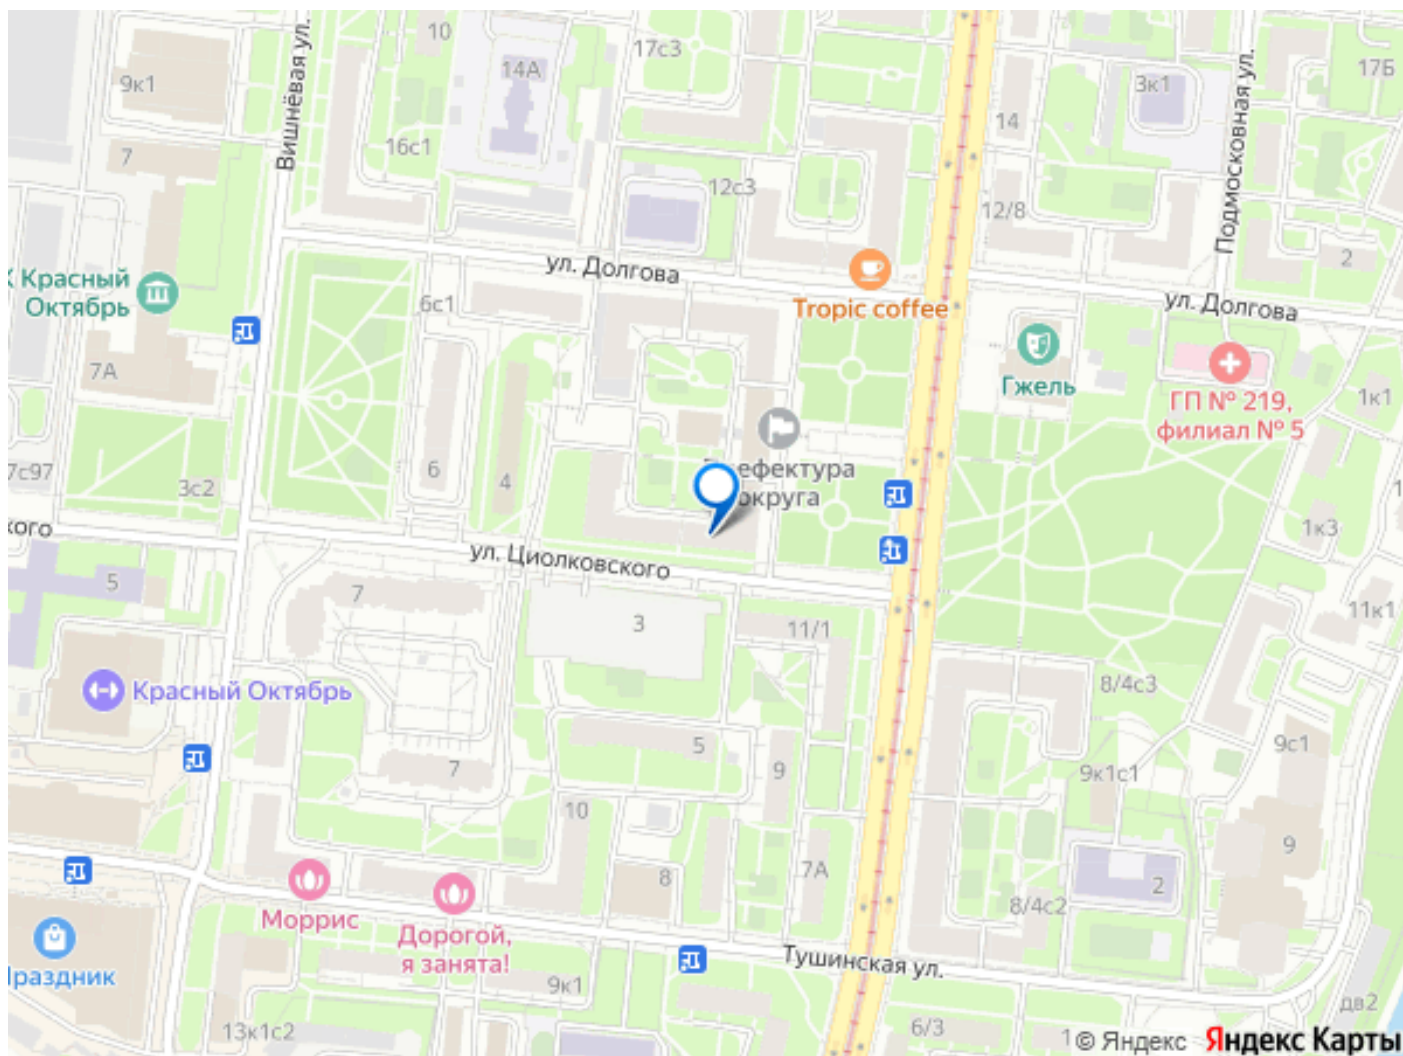 10
17с3
14А
9к1
Вишнёвая ул.
3к1
Подмосковная ул.
17Б
14
16с1
7
12с3
12/8
2
ул. Долгова
Красный
Октябрь
6с1
Tropic coffee
ул. Долгова
Гжель
7А
ГП № 219,
филиал № 5
1к1
6
4
округа
7с97
3с2
1к3
ул. Циолковского
5
7
3
11/1
11к1
Красный Октябрь
8/4с3
5
9
9с1
7
9к1с1
10
9
8
7А
2
8/4с2
Моррис
Дорогой,
я занята!
Тушинская ул.
9к1
дв2
13к1с2
6/3
1
© Яндекс
Яндекс Карты